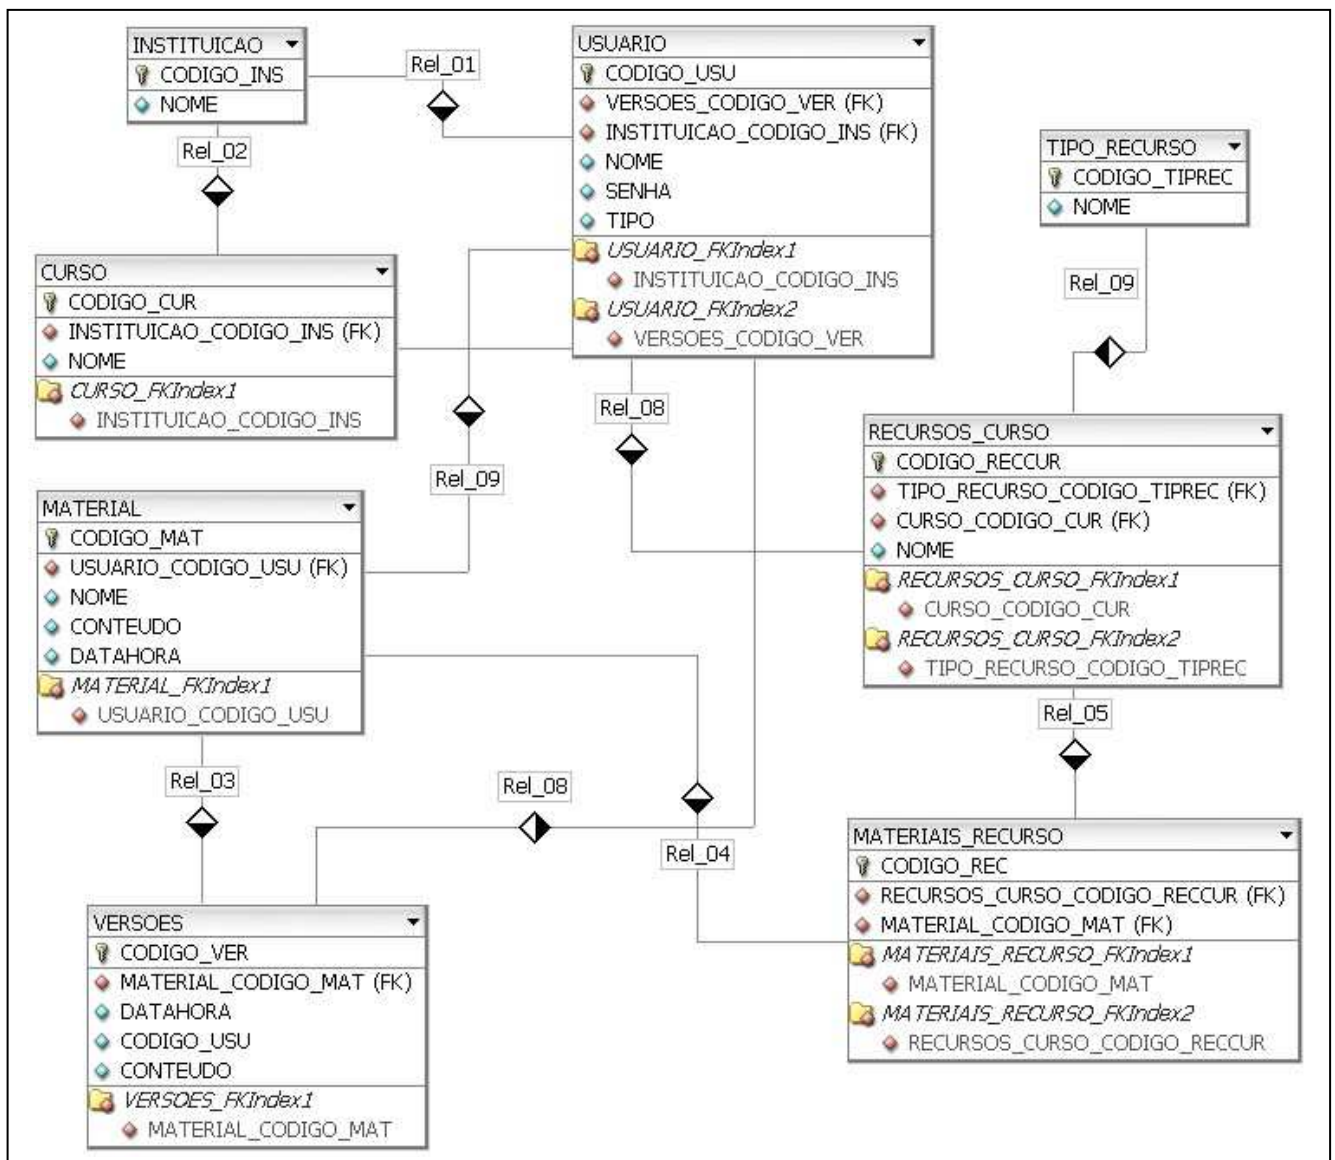 INSTITUICAO
CODIGO_INS
NOME
Rel_01
USUARIO
CODIGO_USU
VERSOES_CODIGO_VER (FK)
INSTITUICAO_CODIGO_INS (FK)
NOME
SENHA
TIPO
USUARIO_FKIndex1
INSTITUICAO_CODIGO_INS
USUARIO_FKIndex2
VERSOES_CODIGO_VER
TIPO_RECURSO
CODIGO_TIPREC
NOME
Rel_02
Rel_09
CURSO
CODIGO_CUR
INSTITUICAO_CODIGO_INS (FK)
NOME
CURSO_FKIndex1
INSTITUICAO_CODIGO_INS
Rel_08
Rel_09
RECURSOS_CURSO
CODIGO_RECCUR
TIPO_RECURSO_CODIGO_TIPREC (FK)
CURSO_CODIGO_CUR (FK)
NOME
RECURSOS_CURSO_FKIndex1
CURSO_CODIGO_CUR
RECURSOS_CURSO_FKIndex2
TIPO_RECURSO_CODIGO_TIPREC
MATERIAL
CODIGO_MAT
USUARIO_CODIGO_USU (FK)
NOME
CONTEUDO
DATAHORA
MATERIAL_FKIndex1
USUARIO_CODIGO_USU
Rel_05
Rel_03
Rel_08
Rel_04
MATERIAIS_RECURSO
CODIGO_REC
RECURSOS_CURSO_CODIGO_RECCUR (FK)
MATERIAL_CODIGO_MAT (FK)
MATERIAIS_RECURSO_FKIndex1
MATERIAL_CODIGO_MAT
MATERIAIS_RECURSO_FKIndex2
RECURSOS_CURSO_CODIGO_RECCUR
VERSOES
CODIGO_VER
MATERIAL_CODIGO_MAT (FK)
DATAHORA
CODIGO_USU
CONTEUDO
VERSOES_FKIndex1
MATERIAL_CODIGO_MAT